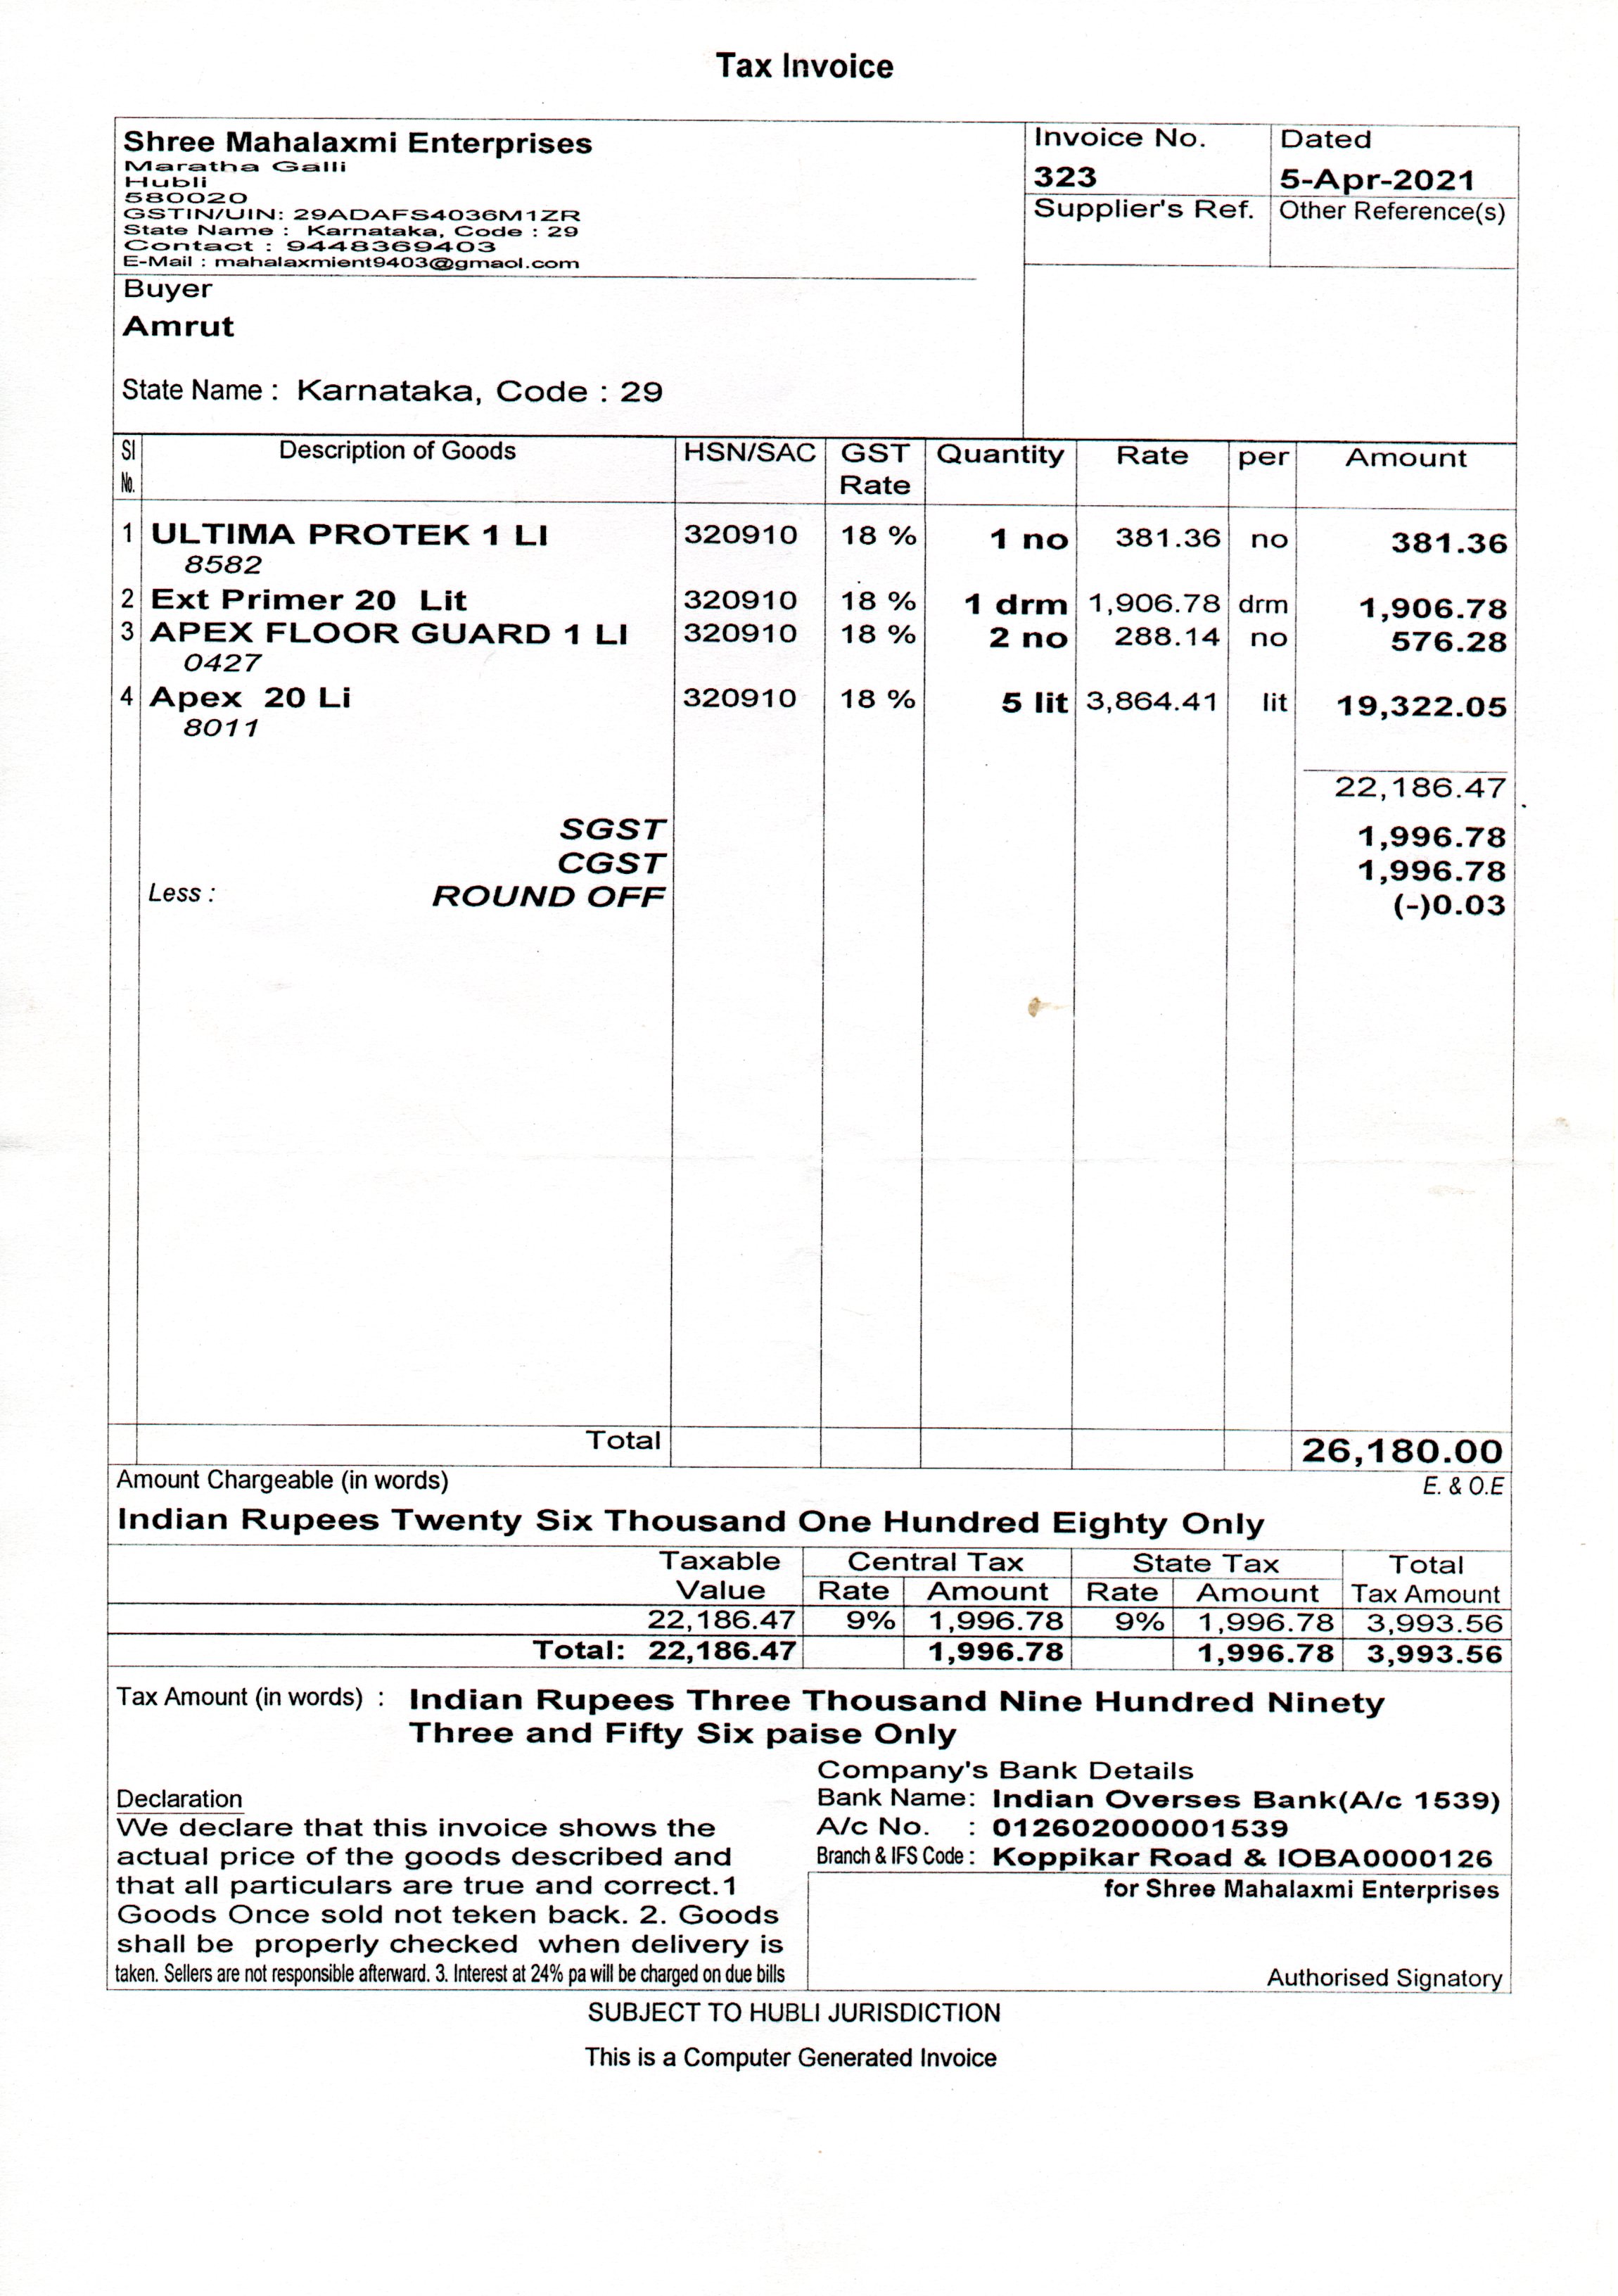 Tax Invoice
Shree Mahalaxmi Enterprises
Maratha Galli
Hubli
580020
GSTIN/UIN: 29ADAFS4036M1ZR
State Name : Karnataka, Code : 29
Contact : 9448369403
E-Mail : mahalaxmient9403@gmaol.com
Invoice No. Dated
323 5-Apr-2021
Supplier's Ref. Other Reference(s)
Buyer
Amrut
State Name : Karnataka, Code : 29
Sl No. Description of Goods HSN/SAC GST Rate Quantity Rate per Amount
1 ULTIMA PROTEK 1 LI 320910 18 % 1 no 381.36 no 381.36
8582
2 Ext Primer 20 Lit 320910 18 % 1 drm 1,906.78 drm 1,906.78
3 APEX FLOOR GUARD 1 LI 320910 18 % 2 no 288.14 no 576.28
0427
4 Apex 20 Li 320910 18 % 5 lit 3,864.41 lit 19,322.05
8011
22,186.47
SGST 1,996.78
CGST 1,996.78
Less : ROUND OFF (-)0.03
Total 26,180.00
Amount Chargeable (in words) E. & O.E
Indian Rupees Twenty Six Thousand One Hundred Eighty Only
Taxable Central Tax State Tax Total
Value Rate Amount Rate Amount Tax Amount
22,186.47 9% 1,996.78 9% 1,996.78 3,993.56
Total: 22,186.47 1,996.78 1,996.78 3,993.56
Tax Amount (in words) : Indian Rupees Three Thousand Nine Hundred Ninety
Three and Fifty Six paise Only
Company's Bank Details
Bank Name: Indian Overses Bank(A/c 1539)
A/c No. : 012602000001539
Branch & IFS Code : Koppikar Road & IOBA0000126
Declaration
We declare that this invoice shows the
actual price of the goods described and
that all particulars are true and correct.1
Goods Once sold not teken back. 2. Goods
shall be properly checked when delivery is
taken. Sellers are not responsible afterward. 3. Interest at 24% pa will be charged on due bills
for Shree Mahalaxmi Enterprises
Authorised Signatory
SUBJECT TO HUBLI JURISDICTION
This is a Computer Generated Invoice